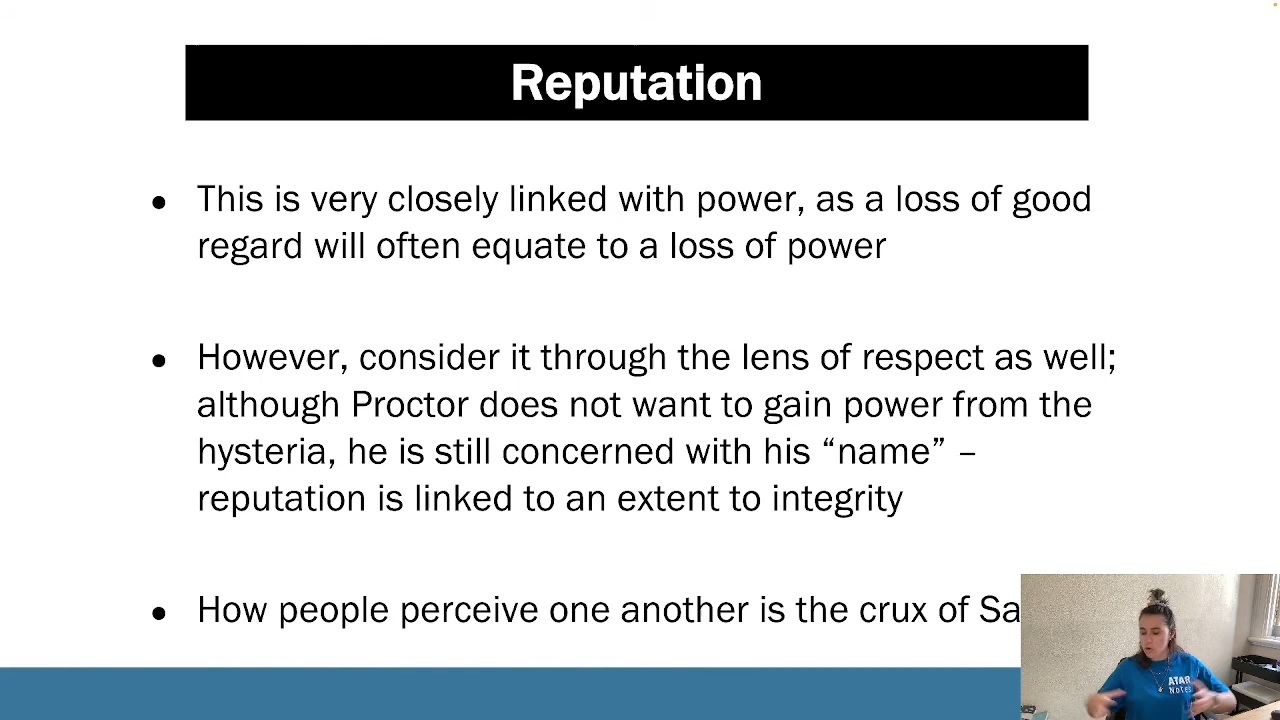 Reputation
● This is very closely linked with power, as a loss of good
regard will often equate to a loss of power
● However, consider it through the lens of respect as well;
although Proctor does not want to gain power from the
hysteria, he is still concerned with his “name” –
reputation is linked to an extent to integrity
● How people perceive one another is the crux of Sa
ATAR
Notes